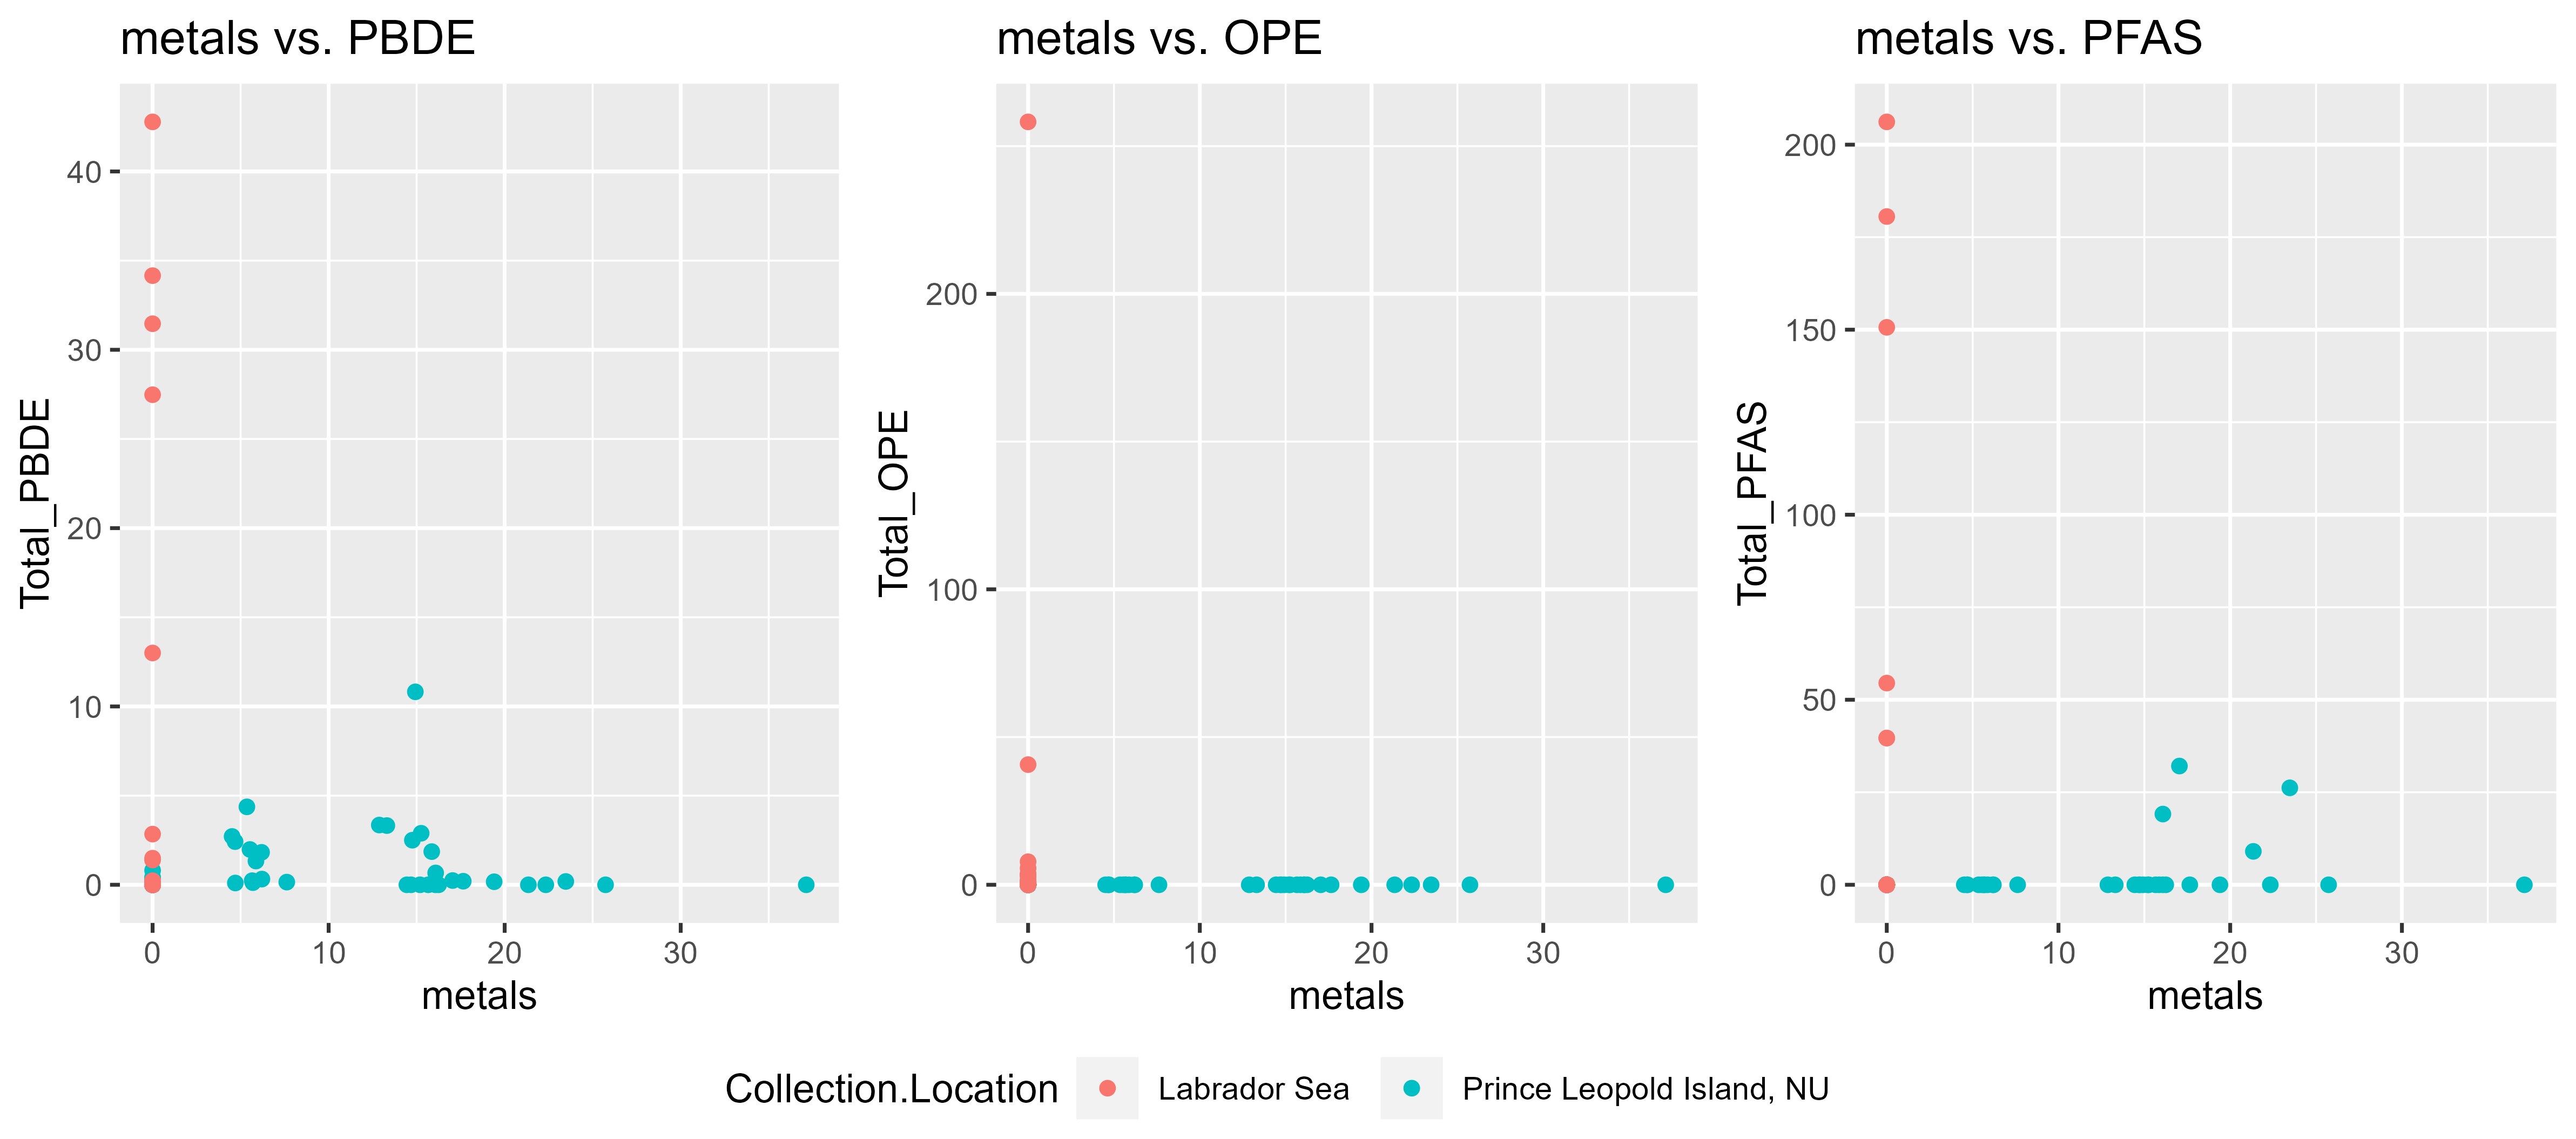 metals vs. PBDE
Total_PBDE
40
30
20
10
0
0 10 20 30
metals
metals vs. OPE
Total_OPE
200
100
0
0 10 20 30
metals
metals vs. PFAS
Total_PFAS
200
150
100
50
0
0 10 20 30
metals
Collection.Location Labrador Sea Prince Leopold Island, NU